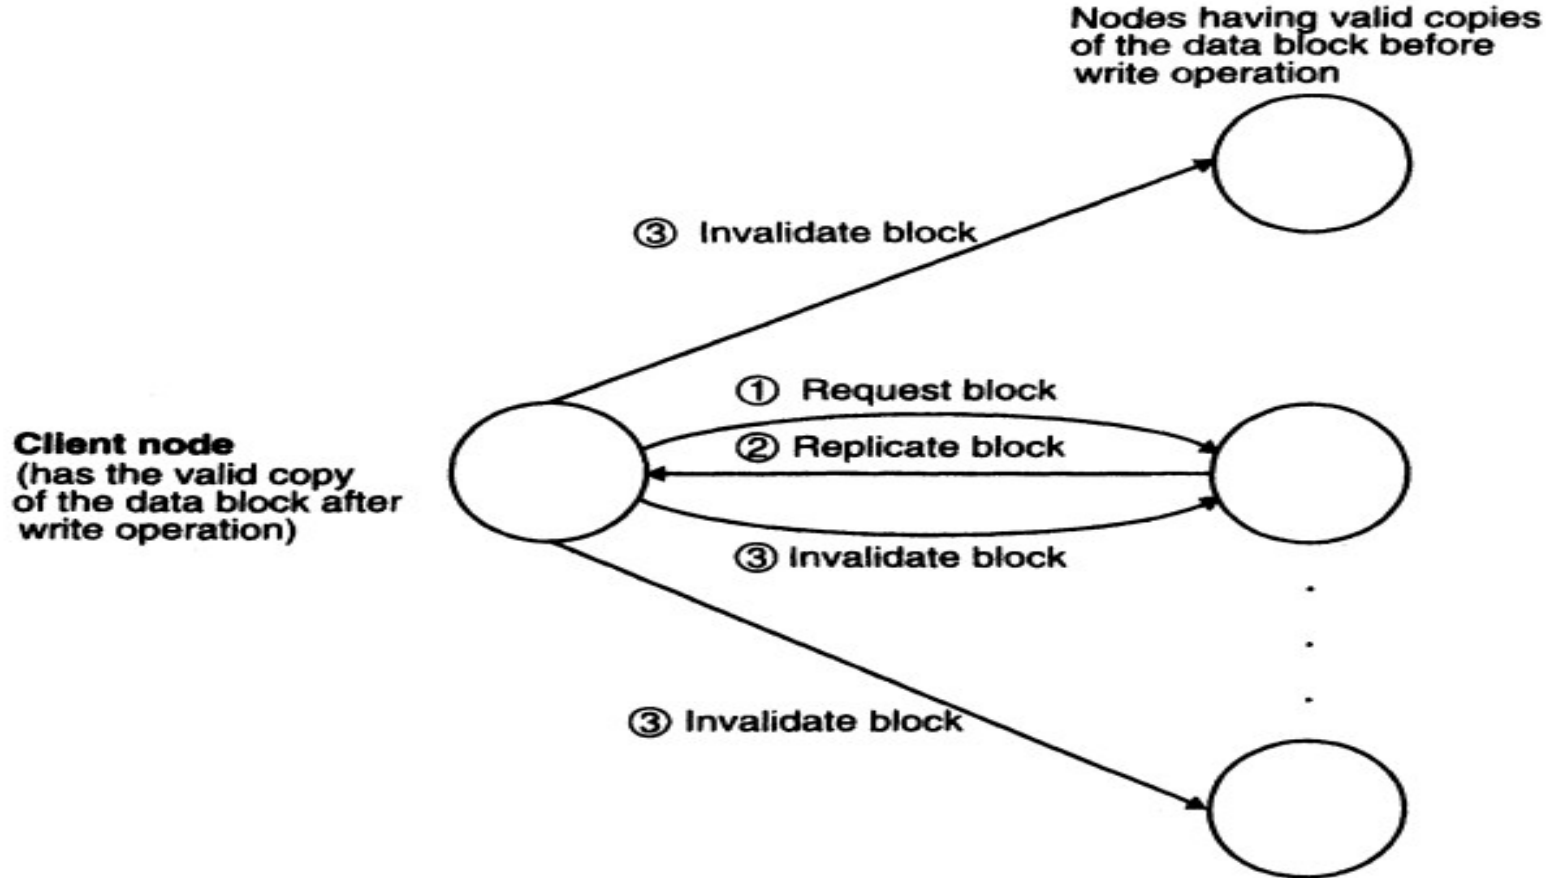 Nodes having valid copies
of the data block before
write operation
③ Invalidate block
① Request block
② Replicate block
Client node
(has the valid copy
of the data block after
write operation)
③ Invalidate block
③ Invalidate block